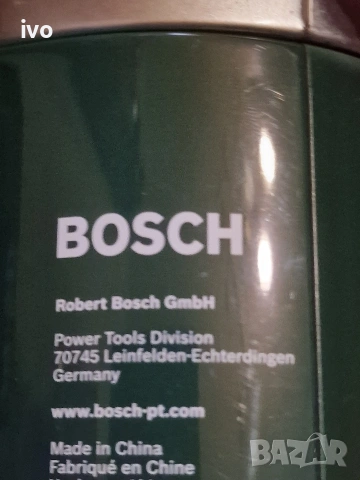 ivo
BOSCH
Robert Bosch GmbH
Power Tools Division
70745 Leinfelden-Echterdingen
Germany
www.bosch-pt.com
Made in China
Fabriqué en Chine
BAZAR